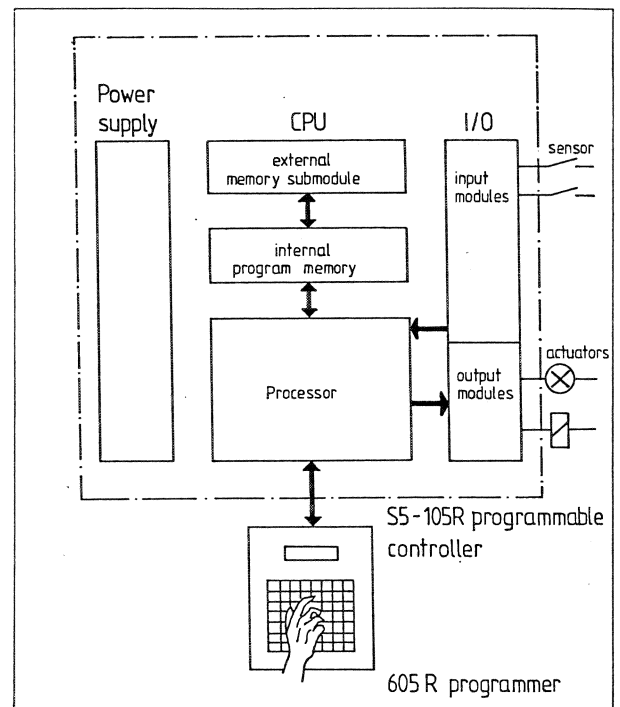 Power
supply
CPU
I/O
external
memory submodule
internal
program memory
Processor
input
modules
output
modules
sensor
actuators
S5-105R programmable
controller
605 R programmer